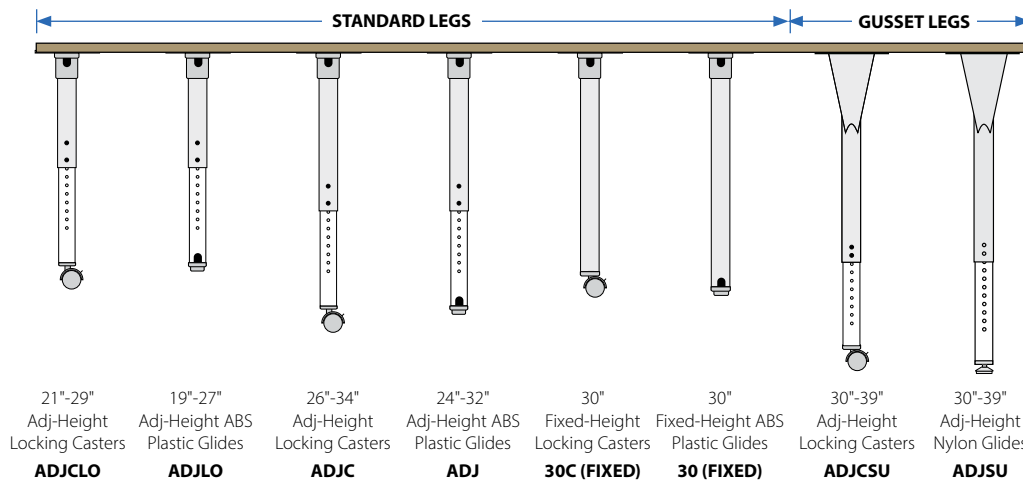 STANDARD LEGS
GUSSET LEGS
21"-29"
Adj-Height
Locking Casters
ADJCLO
19"-27"
Adj-Height ABS
Plastic Glides
ADJLO
26"-34"
Adj-Height
Locking Casters
ADJC
24"-32"
Adj-Height ABS
Plastic Glides
ADJ
30"
Fixed-Height
Locking Casters
30C (FIXED)
30"
Fixed-Height ABS
Plastic Glides
30 (FIXED)
30"-39"
Adj-Height
Locking Casters
ADJCSU
30"-39"
Adj-Height
Nylon Glides
ADJSU